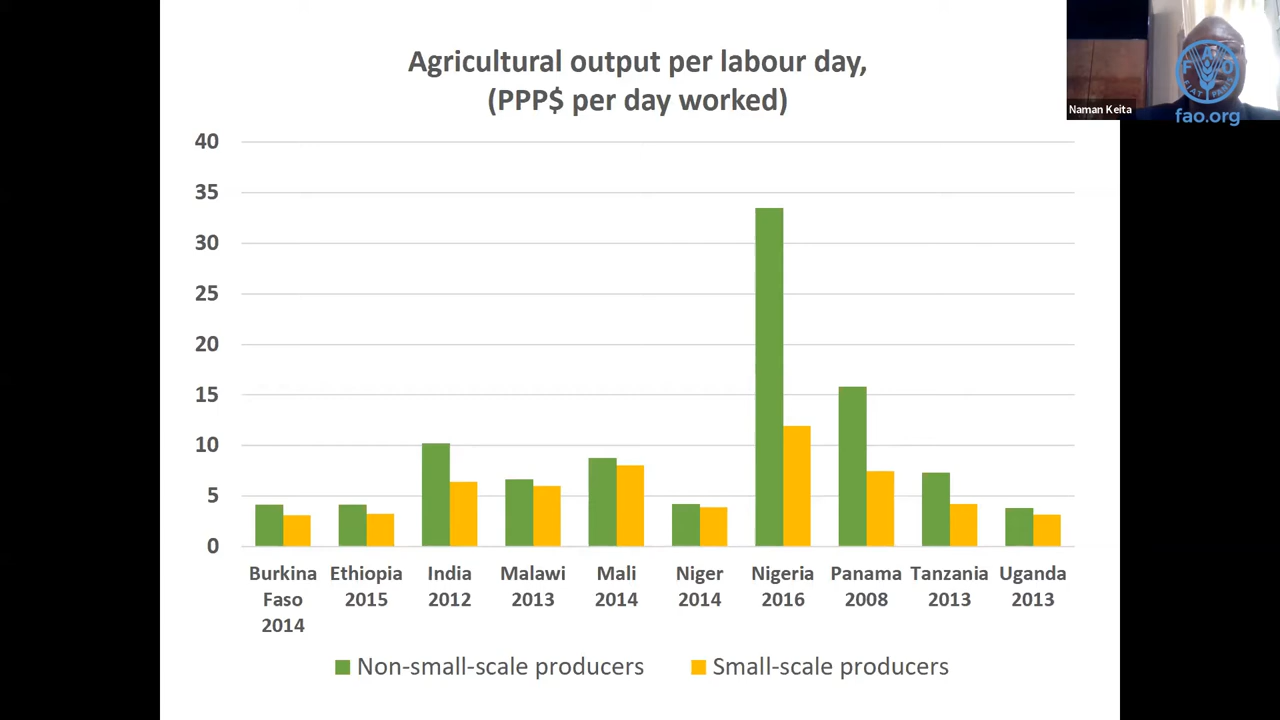 Agricultural output per labour day,
(PPP$ per day worked)
40
35
30
25
20
15
10
5
0
Burkina Faso 2014
Ethiopia 2015
India 2012
Malawi 2013
Mali 2014
Niger 2014
Nigeria 2016
Panama 2008
Tanzania 2013
Uganda 2013
Non-small-scale producers
Small-scale producers
Naman Keita
F A O
FIAT PANIS
fao.org